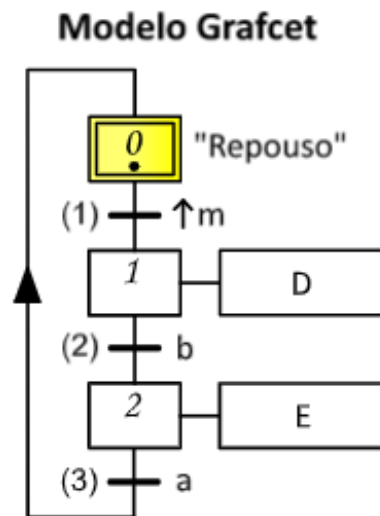 Modelo Grafcet
0 "Repouso"
(1) ↑m
1 D
(2) b
2 E
(3) a